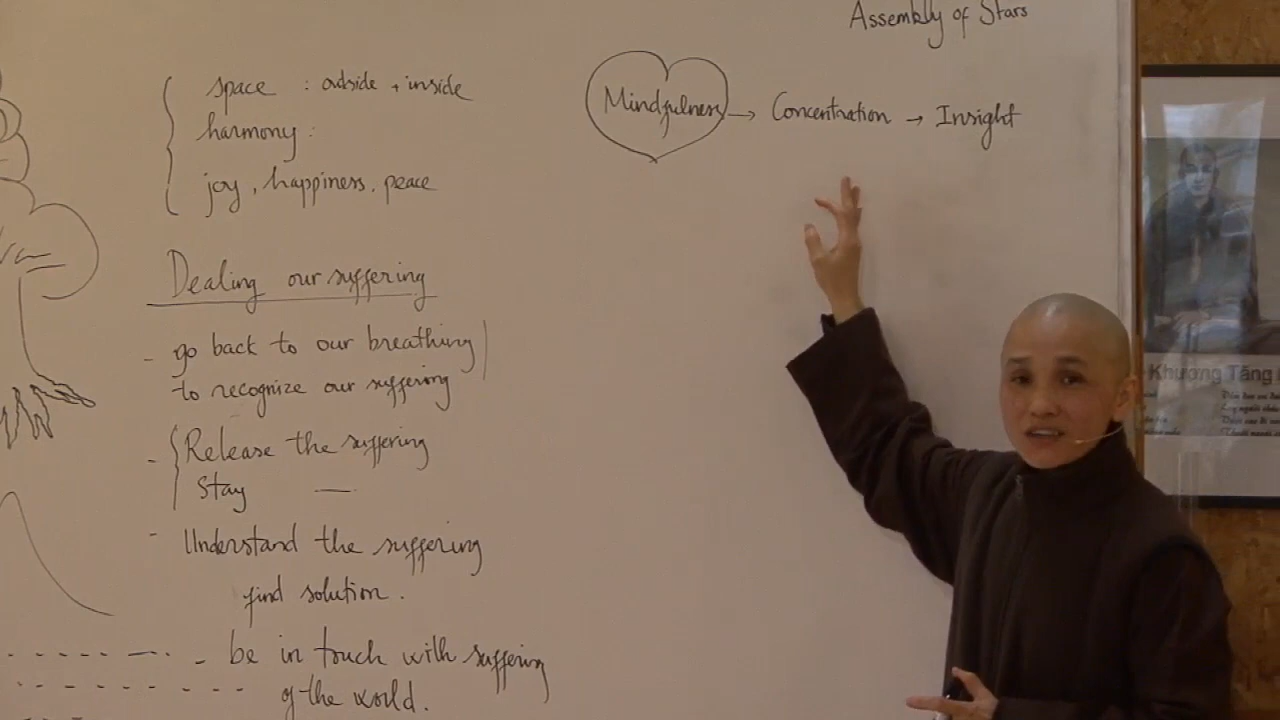 Assembly of Stars
space : outside + inside
harmony :
joy, happiness, peace
Mindfulness → Concentration → Insight
Dealing our suffering
- go back to our breathing
to recognize our suffering
- Release the suffering
Stay —
- Understand the suffering
find solution.
- be in touch with suffering
of the world.
Khương Tăng